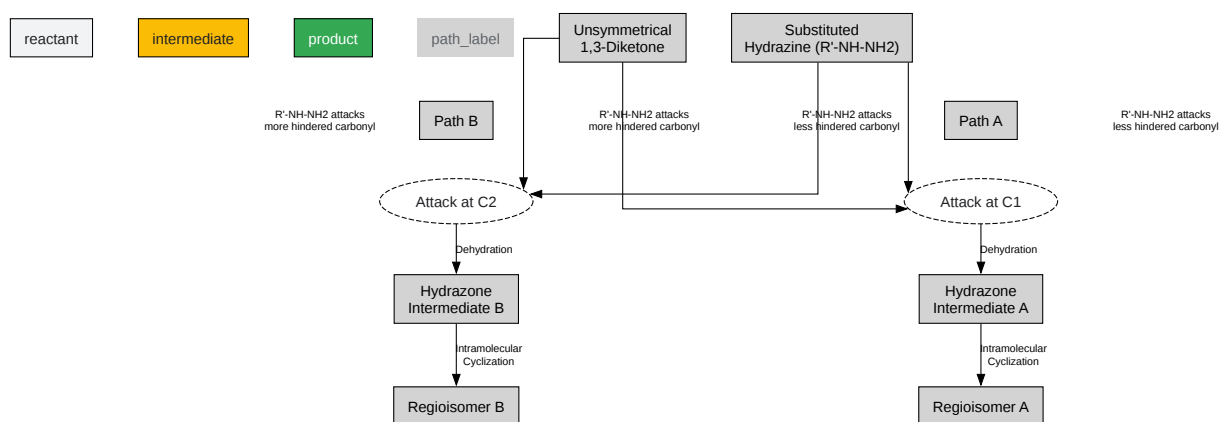 reactant
intermediate
product
path_label
Unsymmetrical
1,3-Diketone
Substituted
Hydrazine (R'-NH-NH2)
R'-NH-NH2 attacks
more hindered carbonyl
Path B
R'-NH-NH2 attacks
more hindered carbonyl
R'-NH-NH2 attacks
less hindered carbonyl
Path A
R'-NH-NH2 attacks
less hindered carbonyl
Attack at C2
Attack at C1
Dehydration
Dehydration
Hydrazone
Intermediate B
Hydrazone
Intermediate A
Intramolecular
Cyclization
Intramolecular
Cyclization
Regioisomer B
Regioisomer A